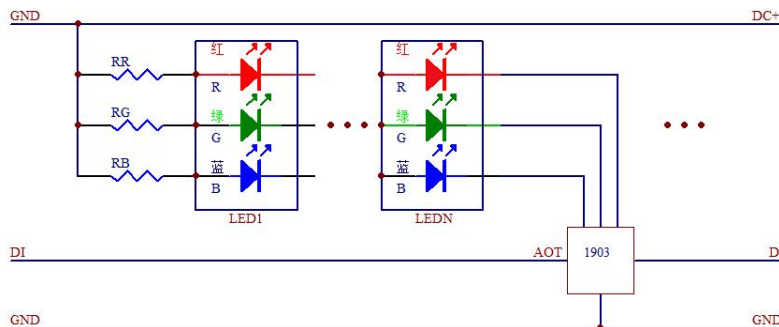 GND DC+
红
红
RR
R
R
绿
绿
RG
G
G
蓝
蓝
RB
B
B
LED1
LEDN
DI
AOT
1903
D
GND
GND